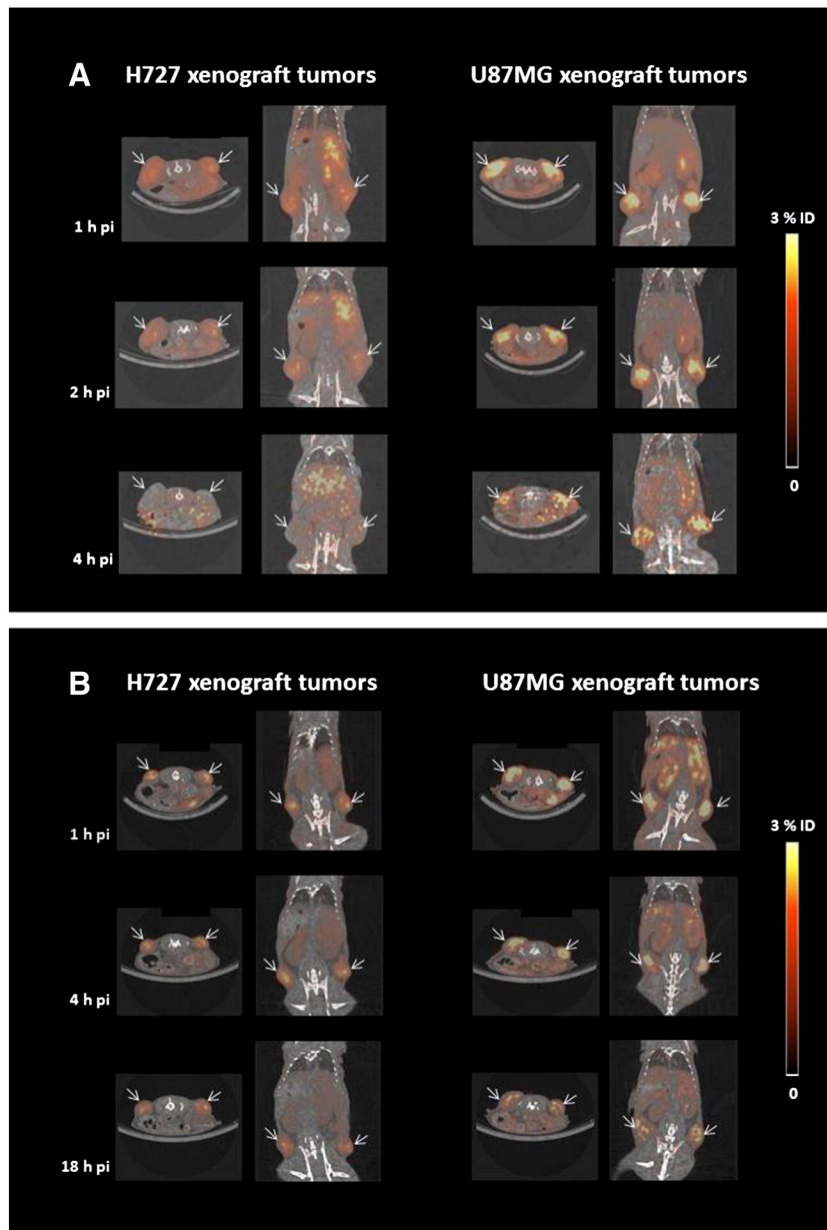 A
H727 xenograft tumors
U87MG xenograft tumors
1 h pi
3 % ID
2 h pi
0
4 h pi
B
H727 xenograft tumors
U87MG xenograft tumors
1 h pi
3 % ID
4 h pi
0
18 h pi